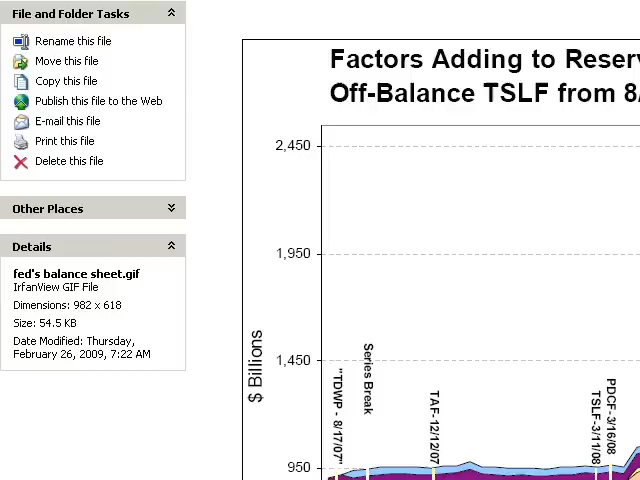 File and Folder Tasks
Rename this file
Move this file
Copy this file
Publish this file to the Web
E-mail this file
Print this file
Delete this file
Other Places
Details
fed's balance sheet.gif
IrfanView GIF File
Dimensions: 982 x 618
Size: 54.5 KB
Date Modified: Thursday,
February 26, 2009, 7:22 AM
Factors Adding to Reserv
Off-Balance TSLF from 8/
2,450
1,950
1,450
950
$ Billions
"TDWP - 8/17/07"
Series Break
TAF-12/12/07
TSLF-3/11/08
PDCF-3/16/08